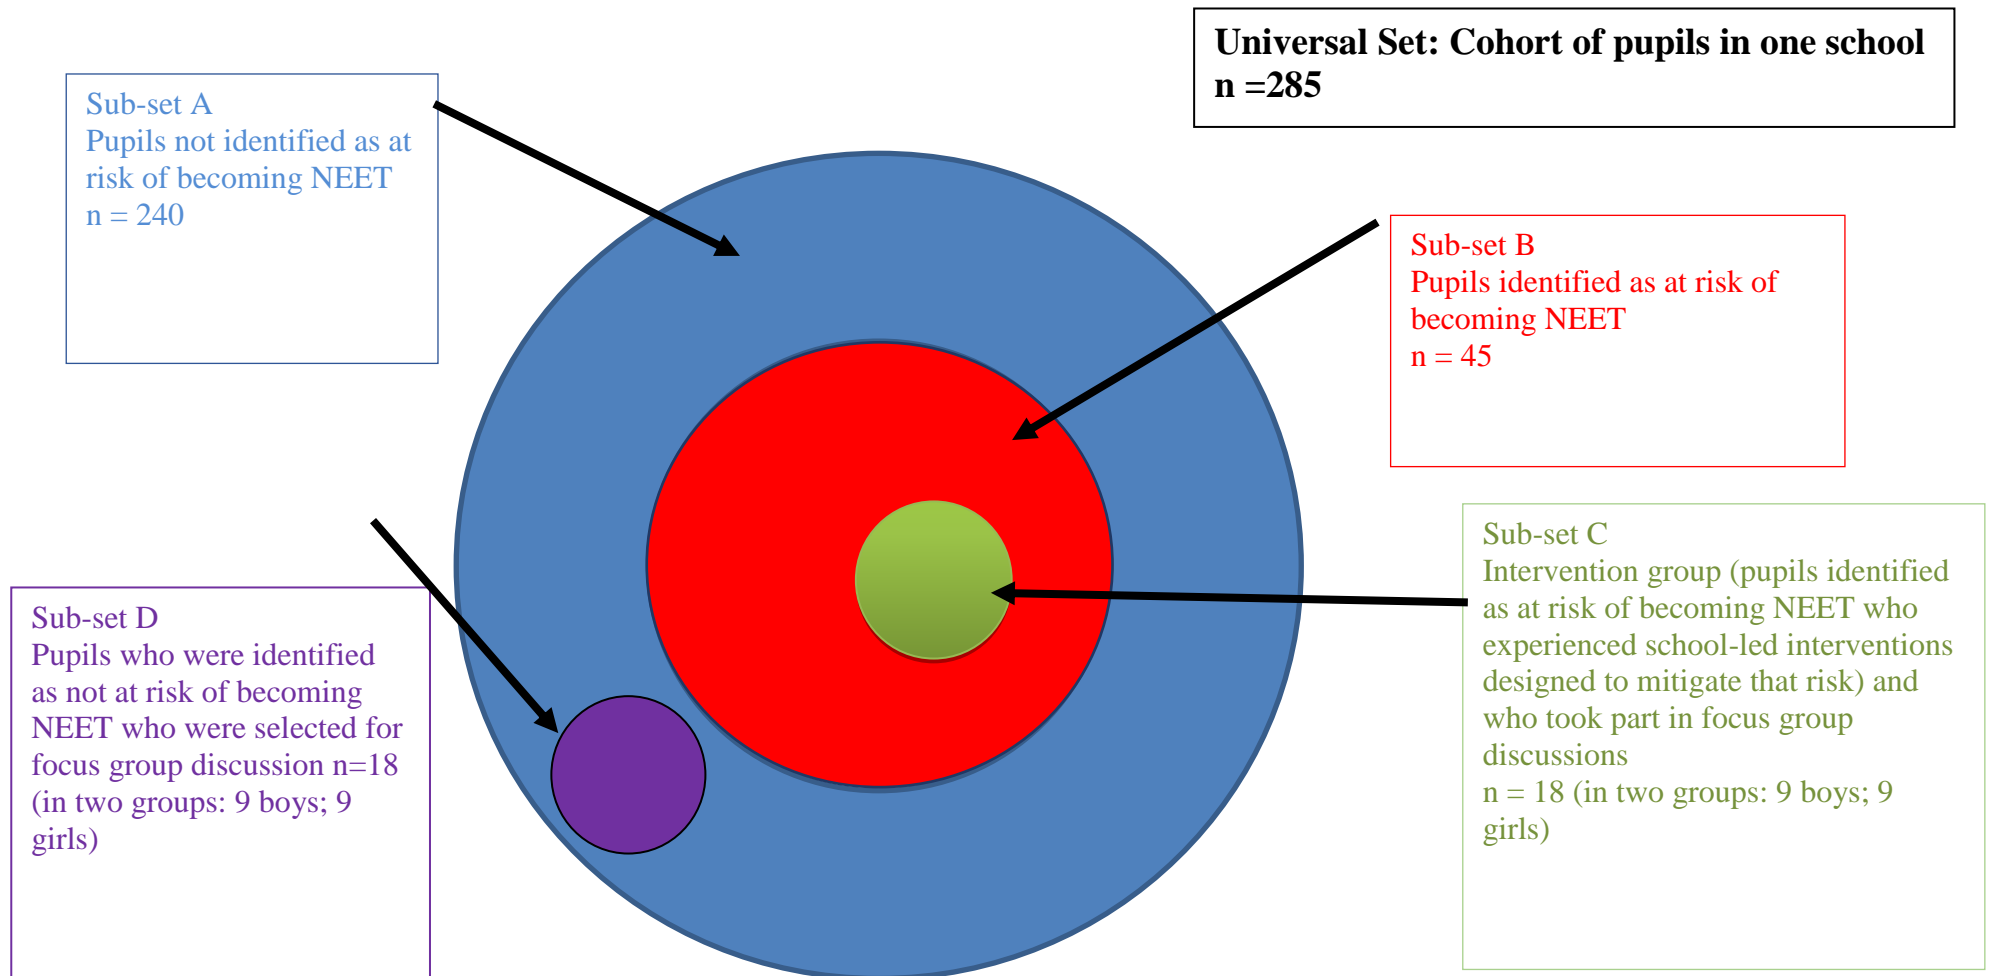 Universal Set: Cohort of pupils in one school
n =285
Sub-set A
Pupils not identified as at
risk of becoming NEET
n = 240
Sub-set B
Pupils identified as at risk of
becoming NEET
n = 45
Sub-set C
Intervention group (pupils identified
as at risk of becoming NEET who
experienced school-led interventions
designed to mitigate that risk) and
who took part in focus group
discussions
n = 18 (in two groups: 9 boys; 9
girls)
Sub-set D
Pupils who were identified
as not at risk of becoming
NEET who were selected for
focus group discussion n=18
(in two groups: 9 boys; 9
girls)